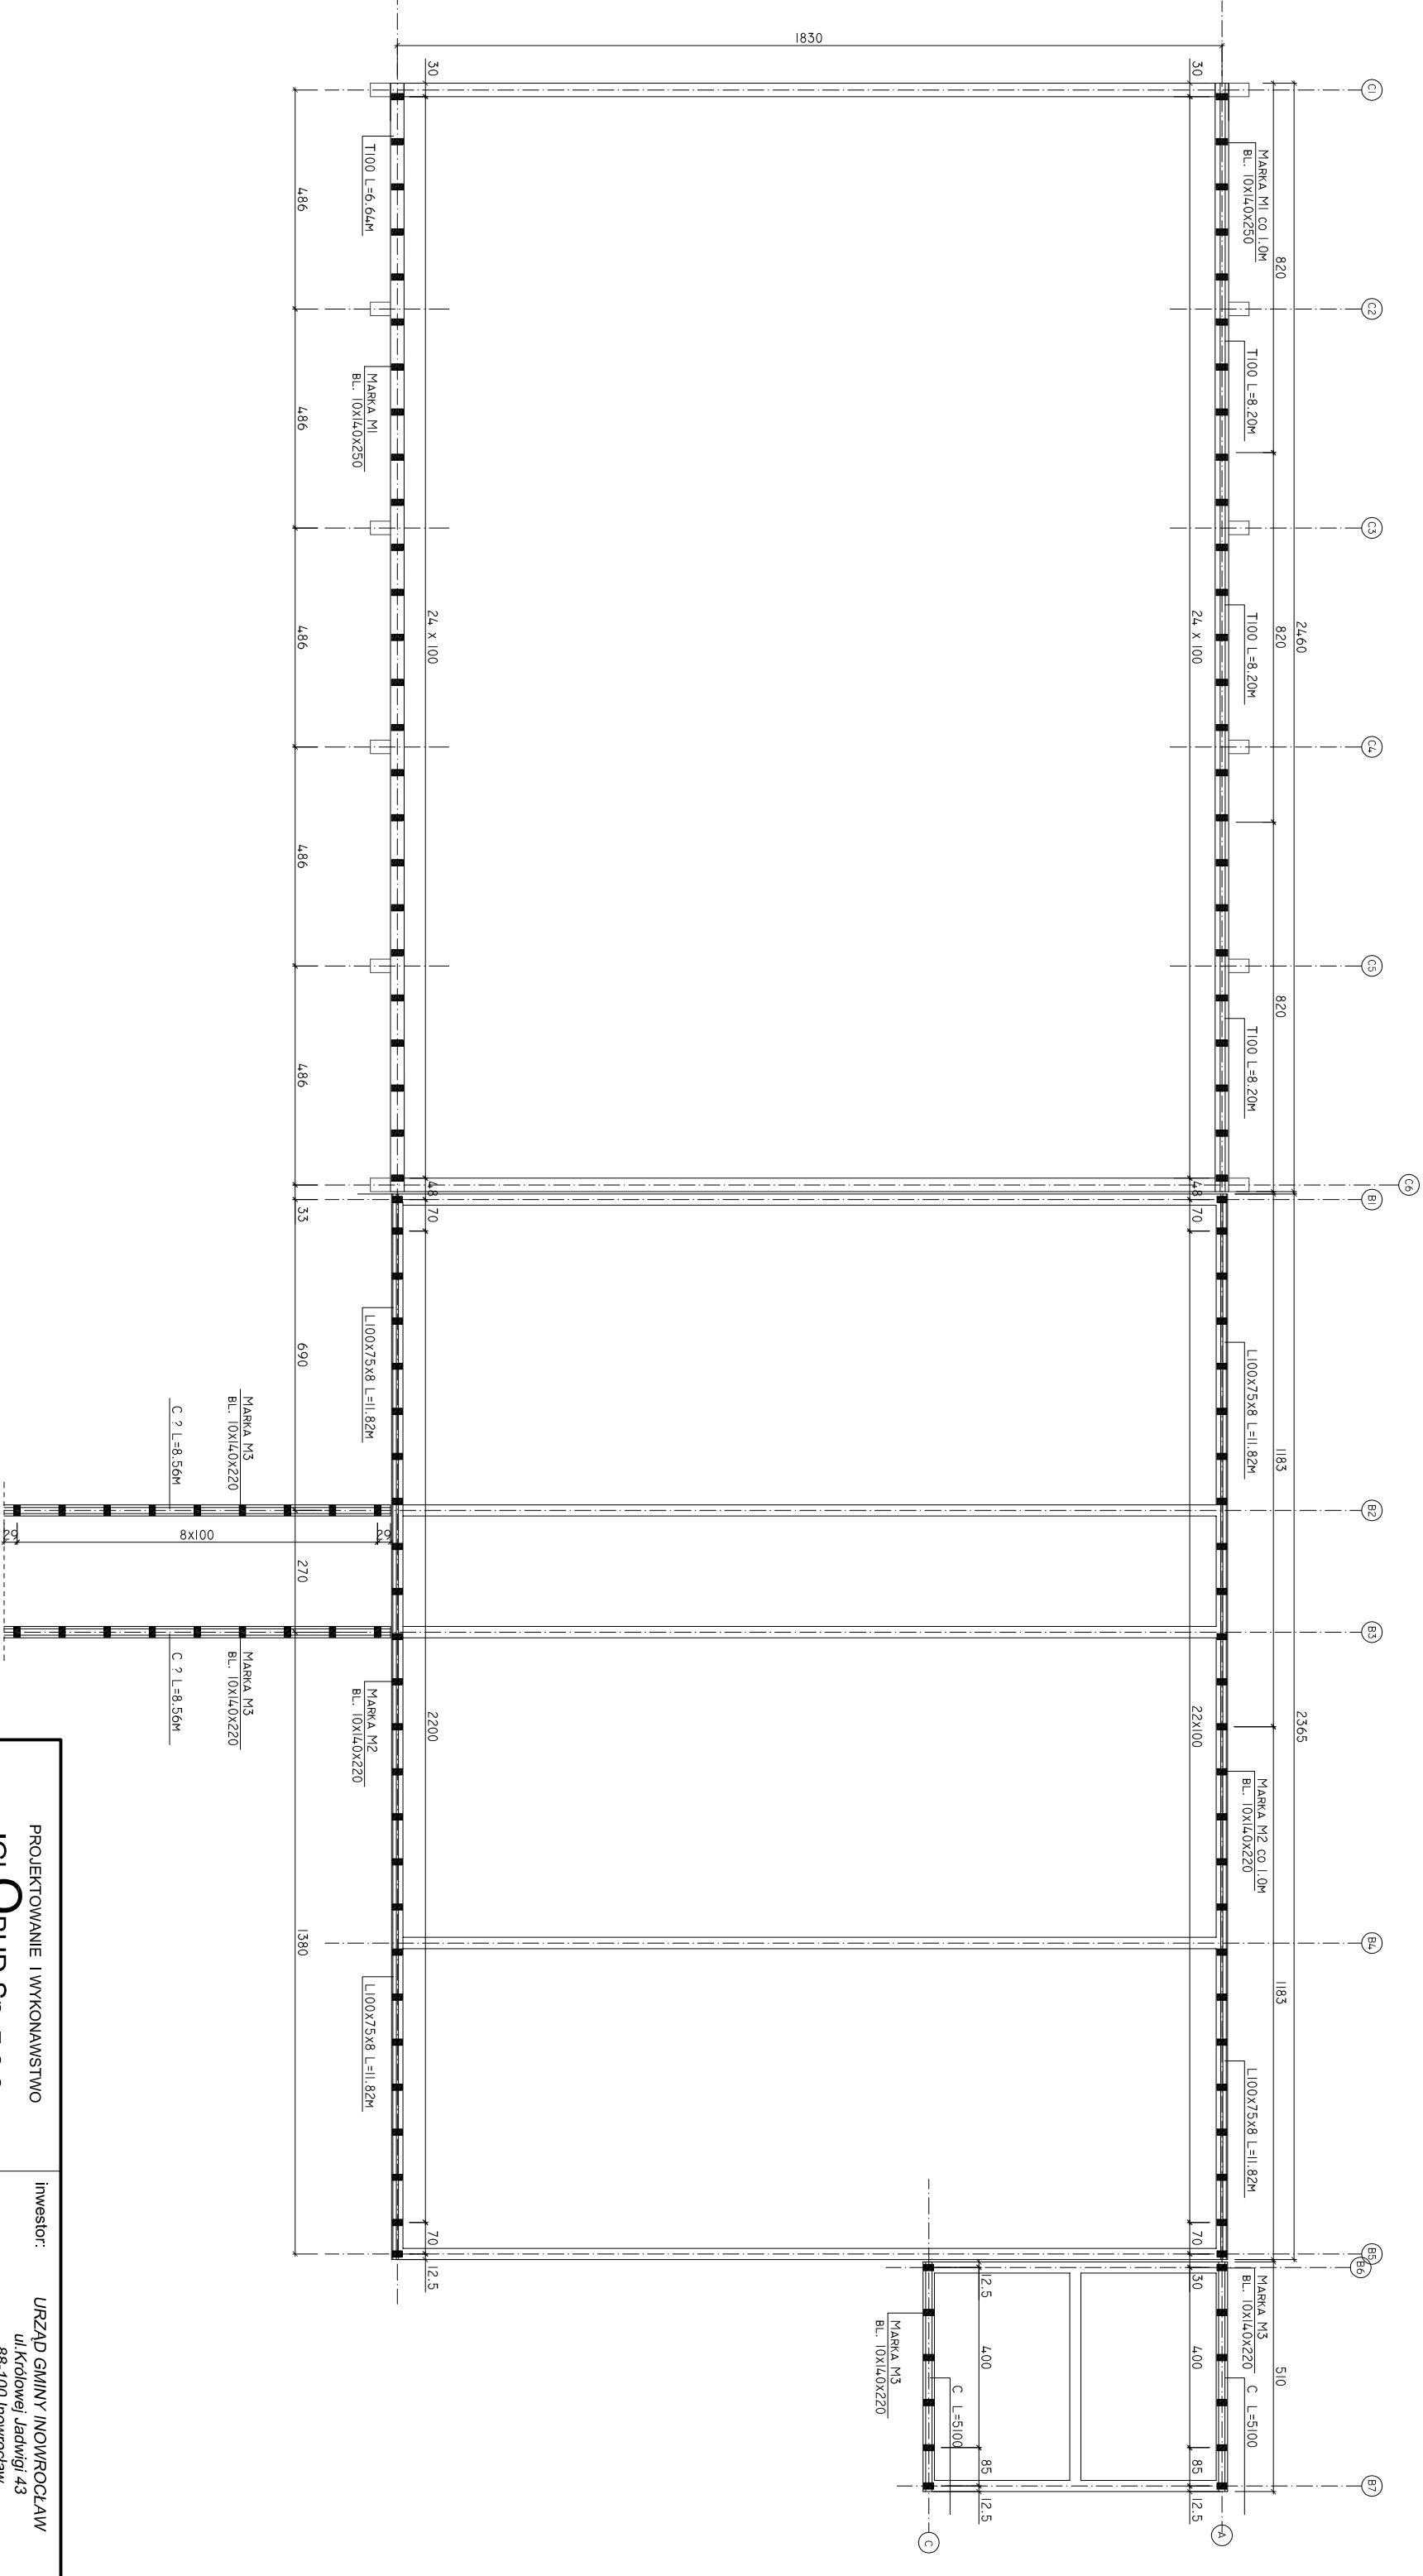 C1
C2
C3
C4
C5
C6
B1
B2
B3
B4
B5
B6
B7
2460
2365
820
820
820
1183
1183
510
MARKA M1 CO 1.0M
BL. 10X140X250
T100 L=8.20M
T100 L=8.20M
T100 L=8.20M
L100X75X8 L=11.82M
MARKA M2 CO 1.0M
BL. 10X140X220
L100X75X8 L=11.82M
MARKA M3
BL. 10X140X220
C L=5100
A
30
24 X 100
48
70
22X100
70
30
400
85
12.5
1830
12.5
400
85
12.5
C L=5100
MARKA M3
BL. 10X140X220
C
30
24 X 100
48
70
2200
70
12.5
T100 L=6.64M
MARKA M1
BL. 10X140X250
L100X75X8 L=11.82M
MARKA M2
BL. 10X140X220
L100X75X8 L=11.82M
486
486
486
486
486
33
690
270
1380
MARKA M3
BL. 10X140X220
C ? L=8.56M
29
8X100
29
MARKA M3
BL. 10X140X220
C ? L=8.56M
PROJEKTOWANIE I WYKONAWSTWO
inwestor:
URZĄD GMINY INOWROCŁAW
ul.Królowej Jadwigi 43
88-100 Inowrocław